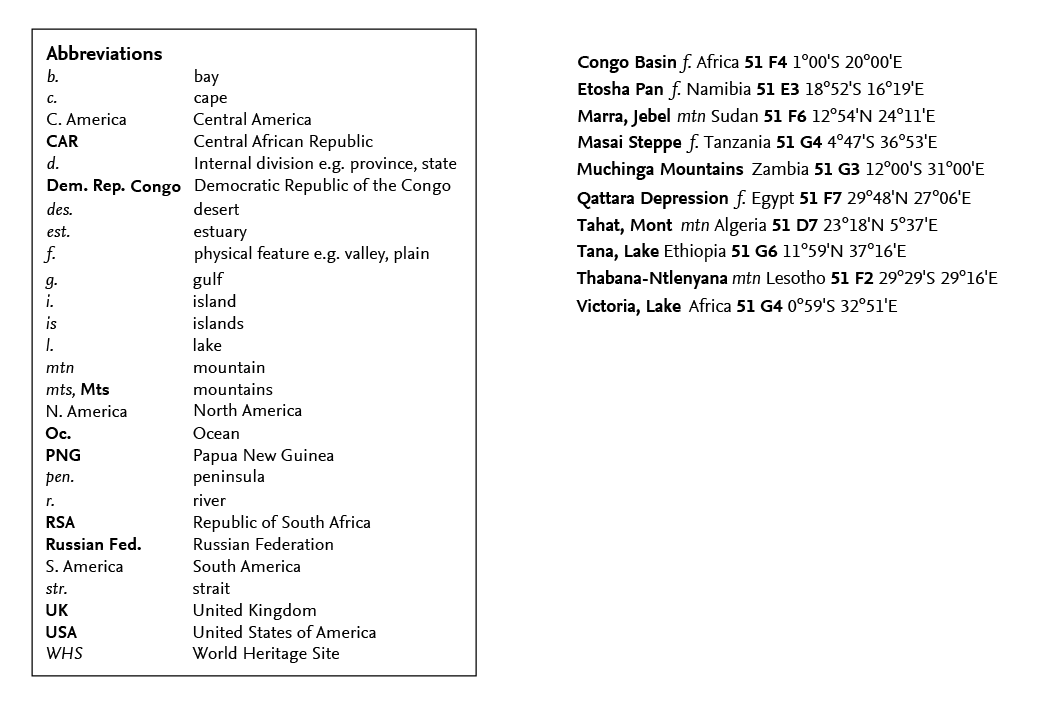 Abbreviations
b. bay
c. cape
C. America Central America
CAR Central African Republic
d. Internal division e.g. province, state
Dem. Rep. Congo Democratic Republic of the Congo
des. desert
est. estuary
f. physical feature e.g. valley, plain
g. gulf
i. island
is islands
l. lake
mtn mountain
mts, Mts mountains
N. America North America
Oc. Ocean
PNG Papua New Guinea
pen. peninsula
r. river
RSA Republic of South Africa
Russian Fed. Russian Federation
S. America South America
str. strait
UK United Kingdom
USA United States of America
WHS World Heritage Site
Congo Basin f. Africa 51 F4 1°00'S 20°00'E
Etosha Pan f. Namibia 51 E3 18°52'S 16°19'E
Marra, Jebel mtn Sudan 51 F6 12°54'N 24°11'E
Masai Steppe f. Tanzania 51 G4 4°47'S 36°53'E
Muchinga Mountains Zambia 51 G3 12°00'S 31°00'E
Qattara Depression f. Egypt 51 F7 29°48'N 27°06'E
Tahat, Mont mtn Algeria 51 D7 23°18'N 5°37'E
Tana, Lake Ethiopia 51 G6 11°59'N 37°16'E
Thabana-Ntlenyana mtn Lesotho 51 F2 29°29'S 29°16'E
Victoria, Lake Africa 51 G4 0°59'S 32°51'E